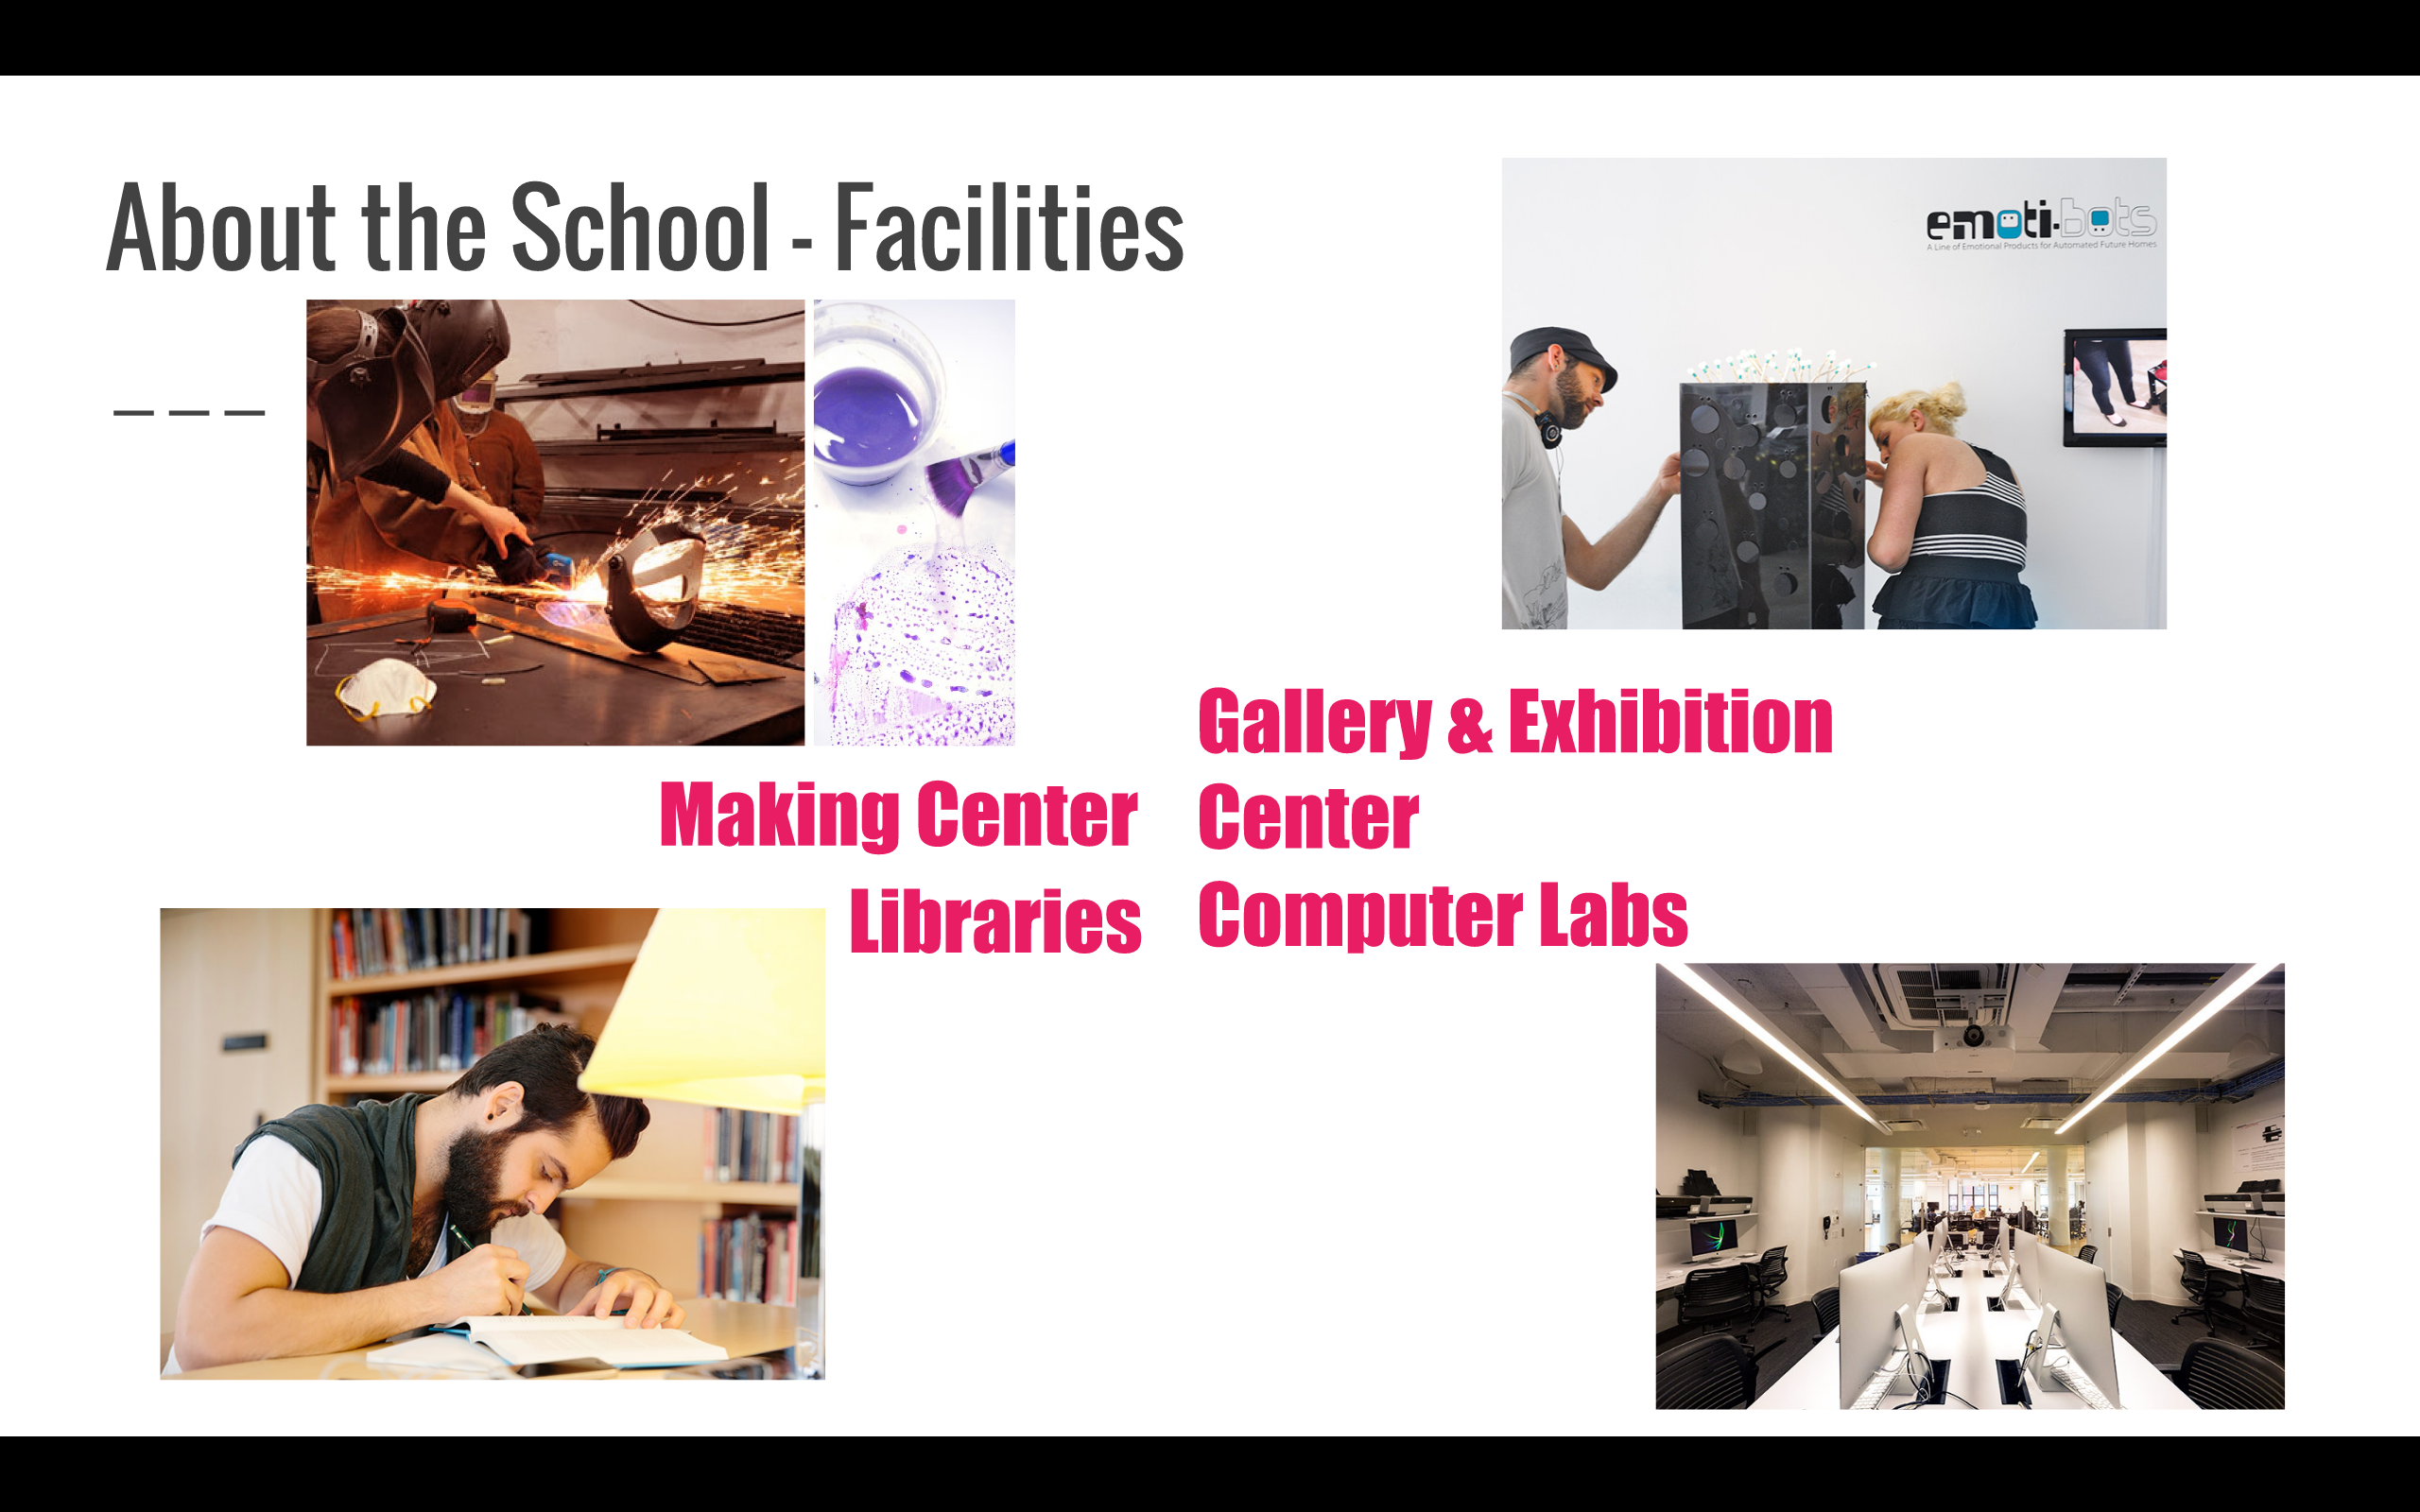 About the School - Facilities
emoti-bots
A Line of Emotional Products for Automated Future Homes
Making Center
Libraries
Gallery & Exhibition
Center
Computer Labs